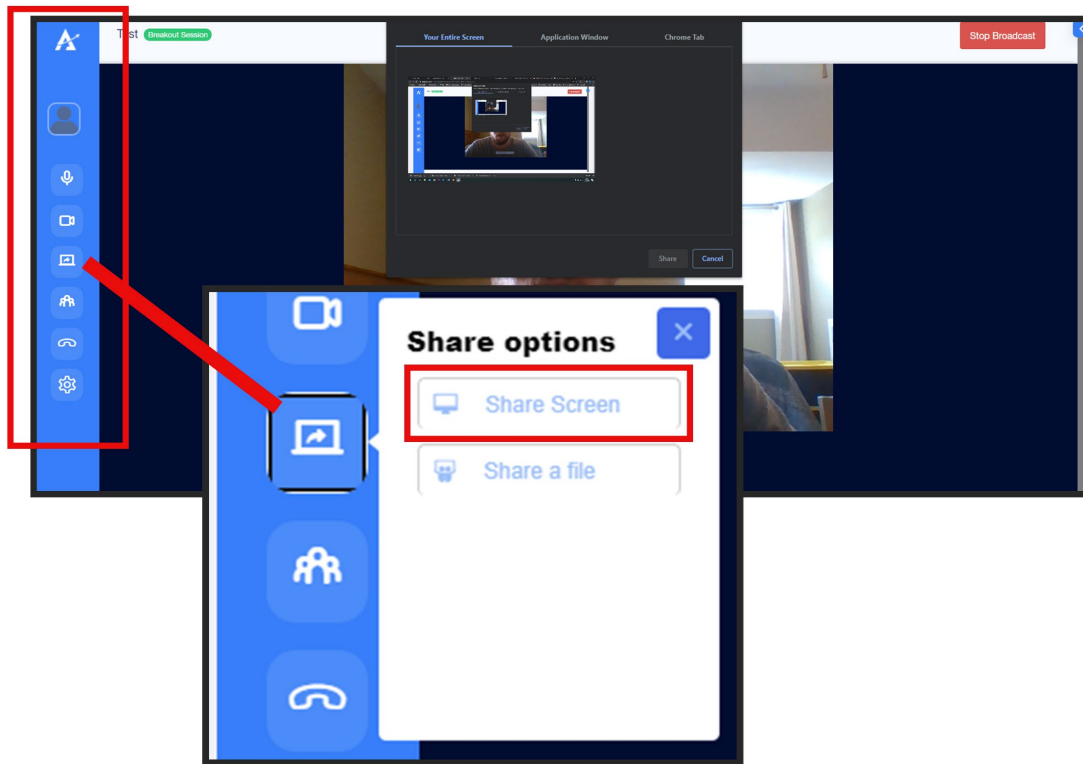 Test Breakout Session
Stop Broadcast
Your Entire Screen Application Window Chrome Tab
Share Cancel
Share options
Share Screen
Share a file